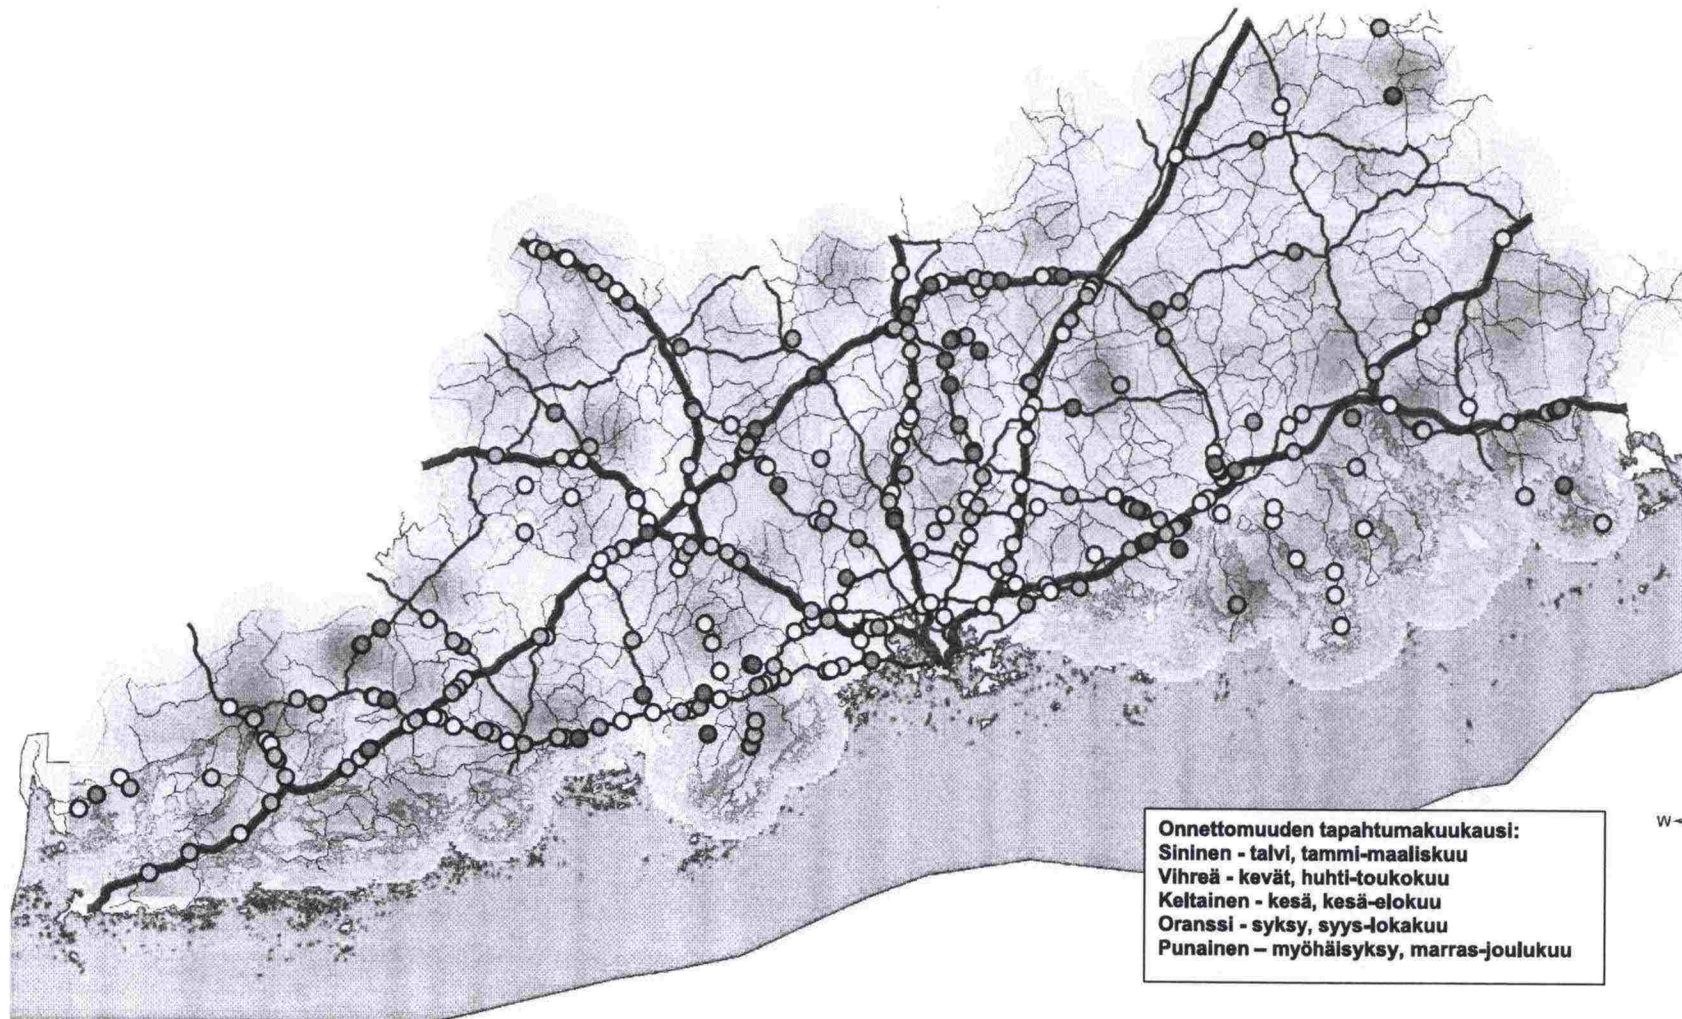 Onnettomuuden tapahtumakuukausi:
Sininen - talvi, tammi-maaliskuu
Vihreä - kevät, huhti-toukokuu
Keltainen - kesä, kesä-elokuu
Oranssi - syksy, syys-lokakuu
Punainen – myöhäisyksy, marras-joulukuu
W